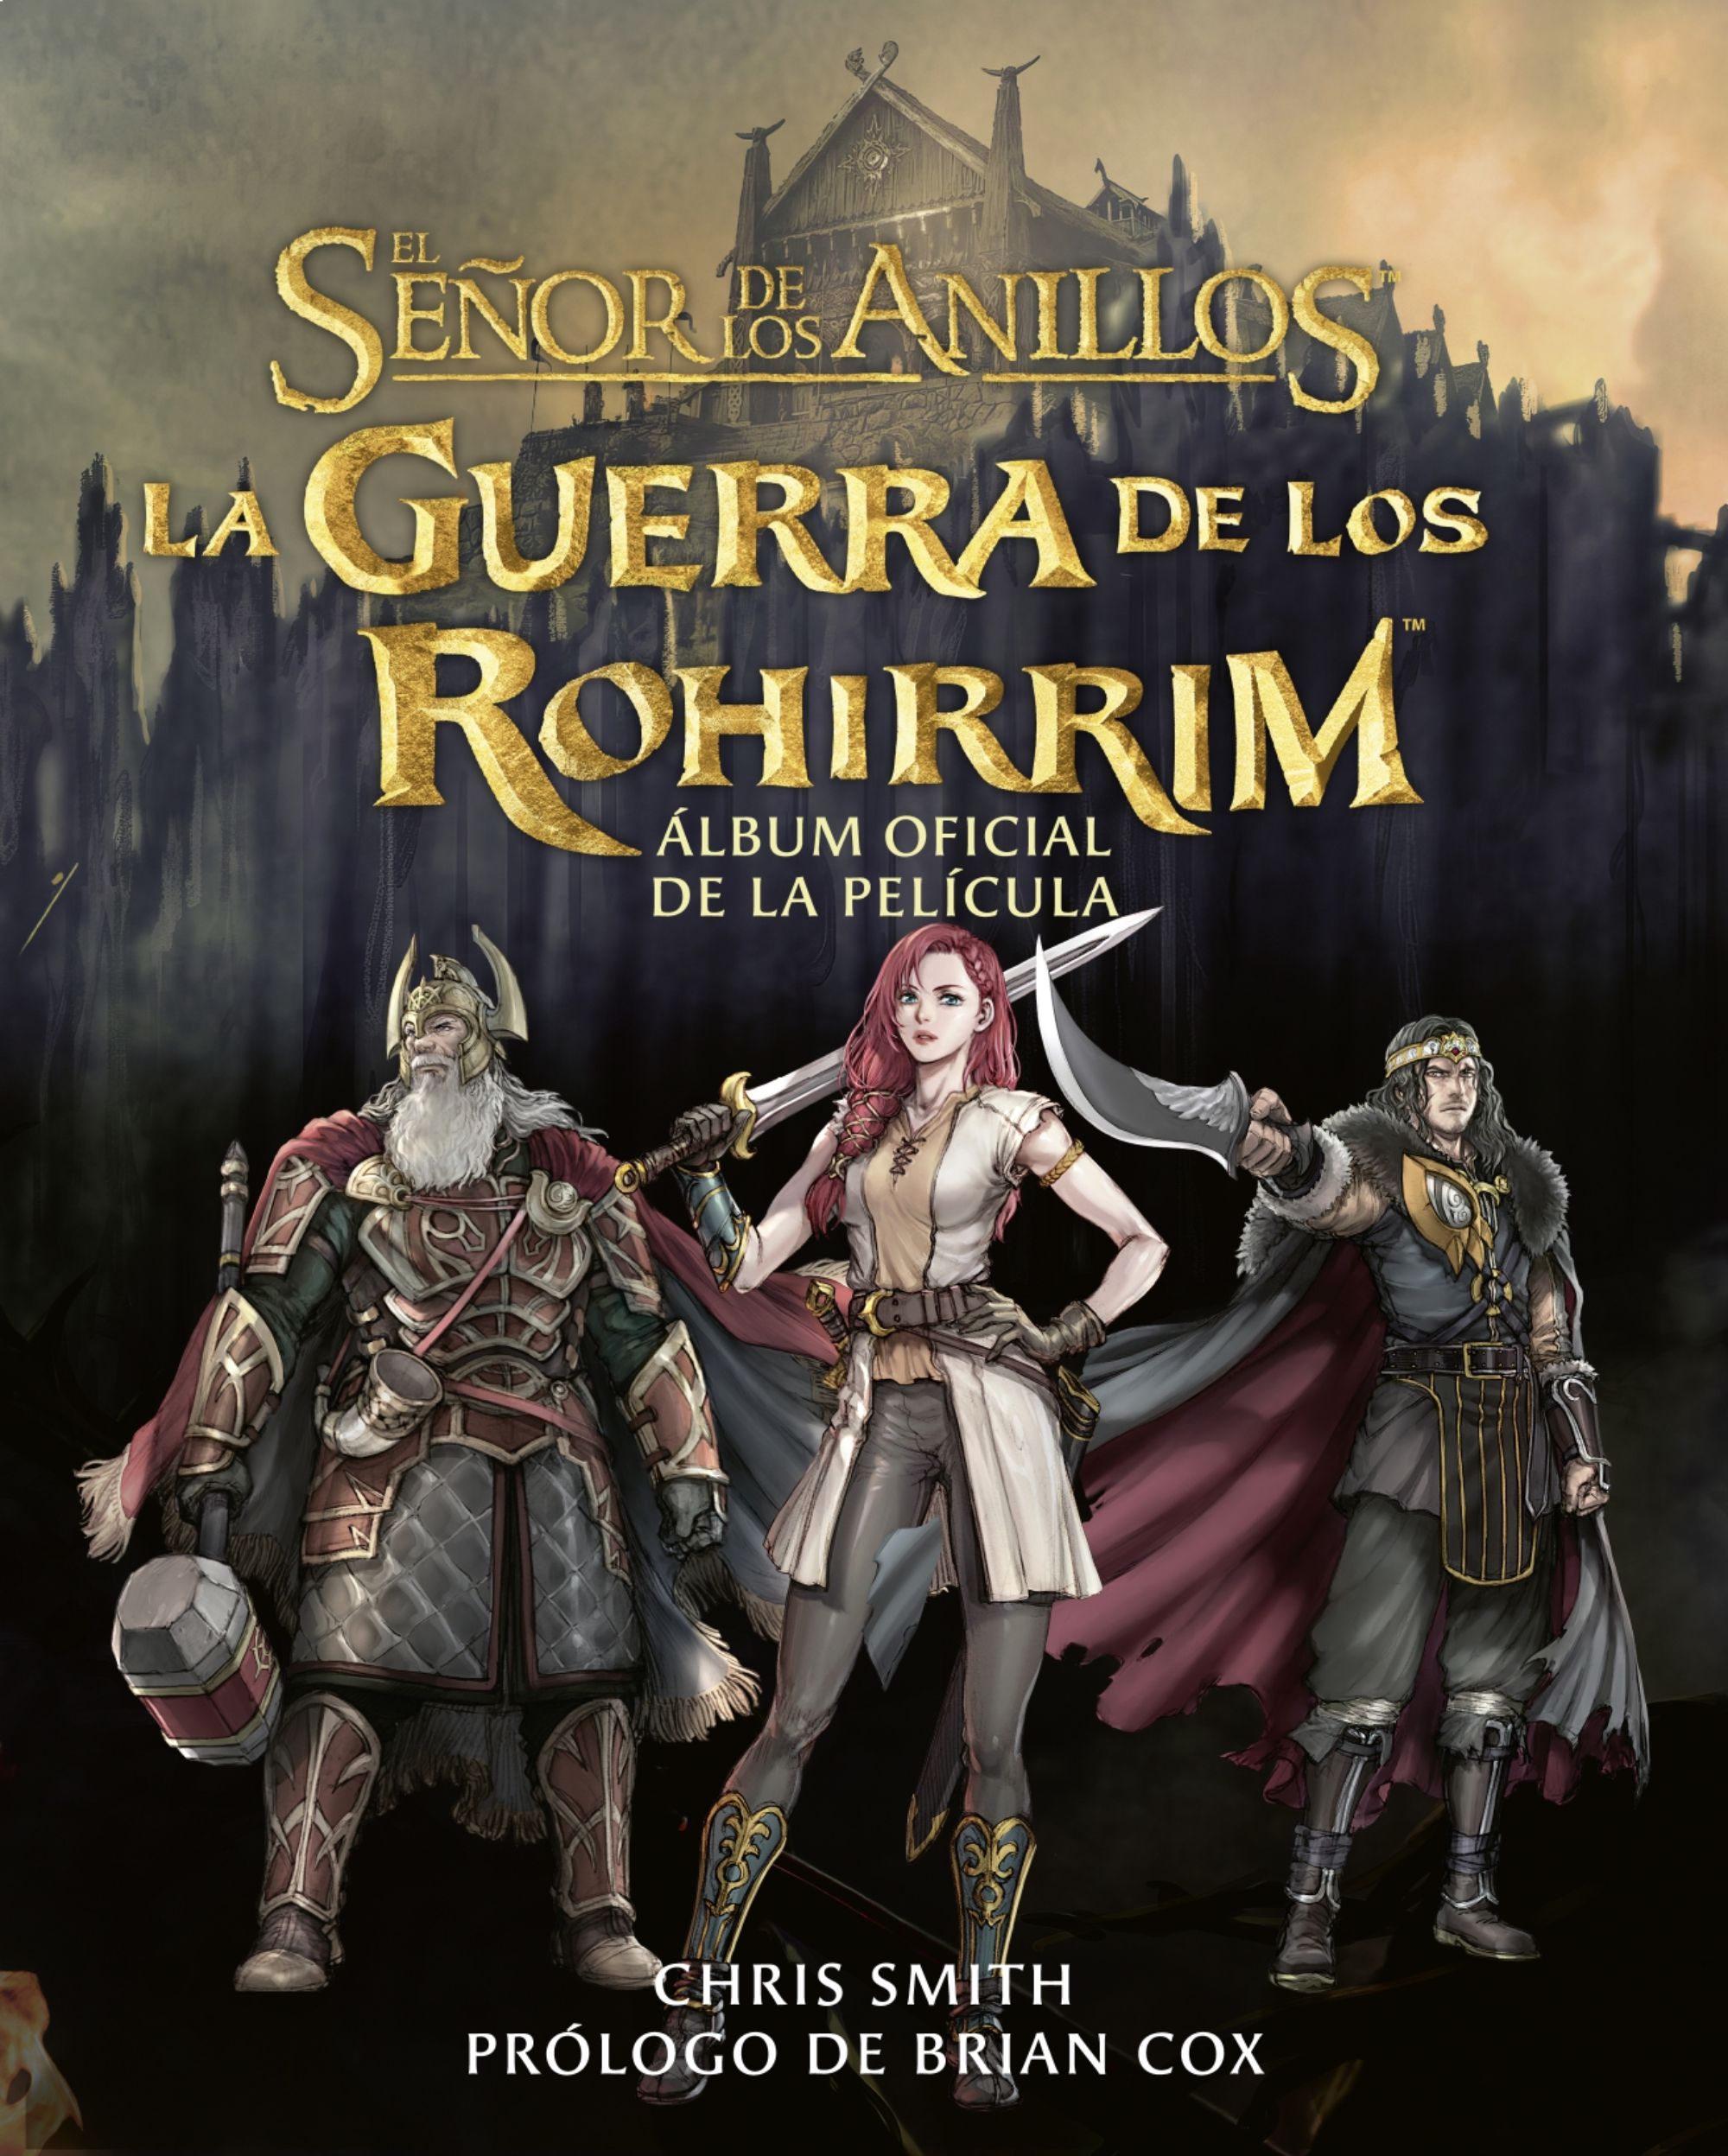 EL SEÑOR DE LOS ANILLOS™
LA GUERRA DE LOS
ROHIRRIM™
ÁLBUM OFICIAL
DE LA PELÍCULA
CHRIS SMITH
PRÓLOGO DE BRIAN COX